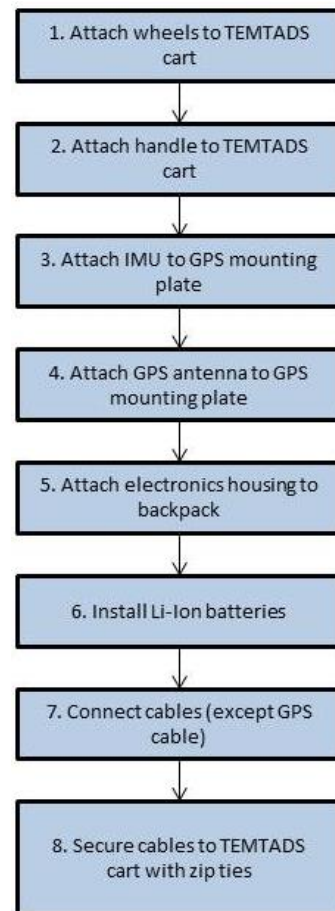 1. Attach wheels to TEMTADS
cart
2. Attach handle to TEMTADS
cart
3. Attach IMU to GPS mounting
plate
4. Attach GPS antenna to GPS
mounting plate
5. Attach electronics housing to
backpack
6. Install Li-Ion batteries
7. Connect cables (except GPS
cable)
8. Secure cables to TEMTADS
cart with zip ties